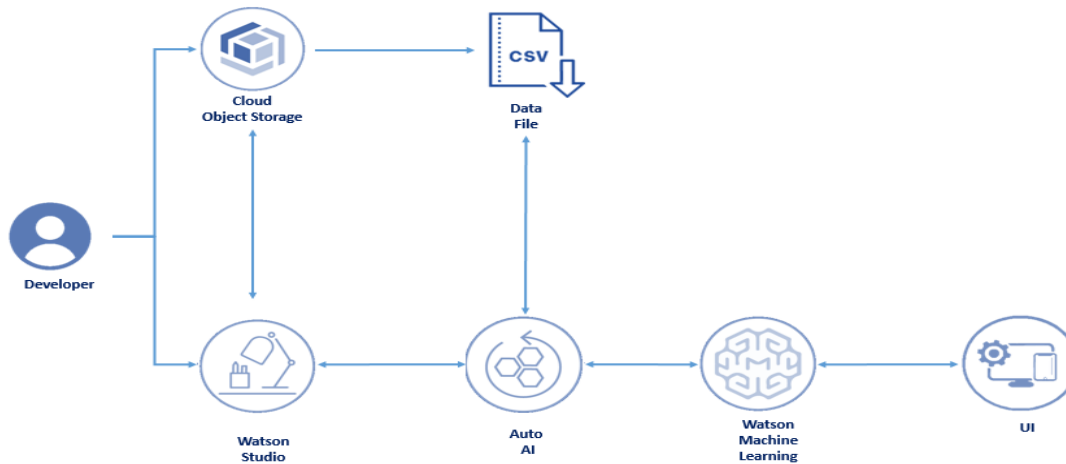 CSV
Cloud
Object Storage
Data
File
Developer
Watson
Studio
Auto
AI
Watson
Machine
Learning
UI